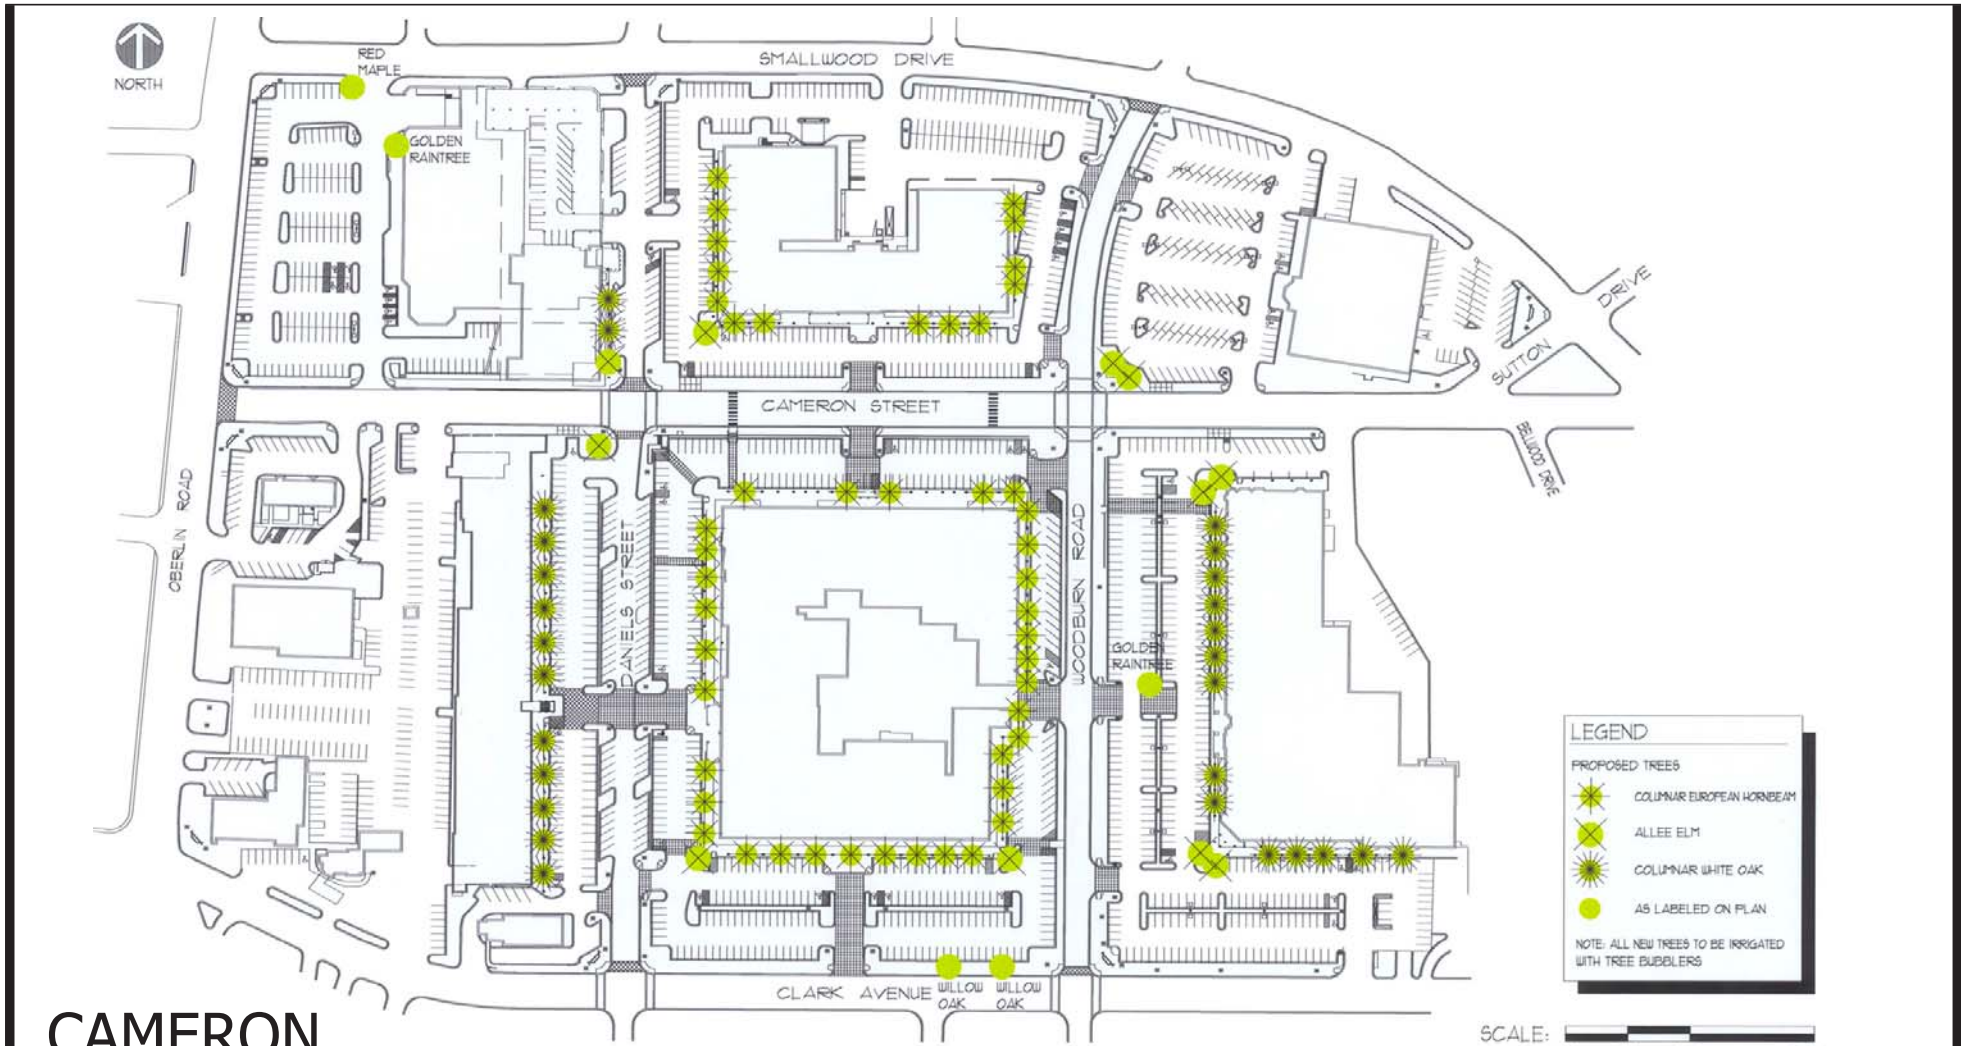 SMALLWOOD DRIVE
RED
MAPLE
NORTH
GOLDEN
RAINTREE
DRIVE
SUTTON
CAMERON STREET
BELLWOOD DRIVE
OBERLIN ROAD
DANIELS STREET
WOODBURN ROAD
GOLDEN
RAINTREE
LEGEND
PROPOSED TREES
COLUMNAR EUROPEAN HORNBEAM
ALLEE ELM
COLUMNAR WHITE OAK
AS LABELED ON PLAN
NOTE: ALL NEW TREES TO BE IRRIGATED
WITH TREE BUBBLERS
CLARK AVENUE
WILLOW
OAK
WILLOW
OAK
CAMERON
SCALE: